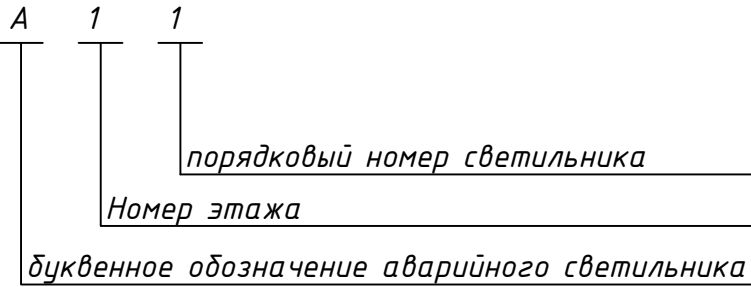 А 1 1
порядковый номер светильника
Номер этажа
буквенное обозначение аварийного светильника